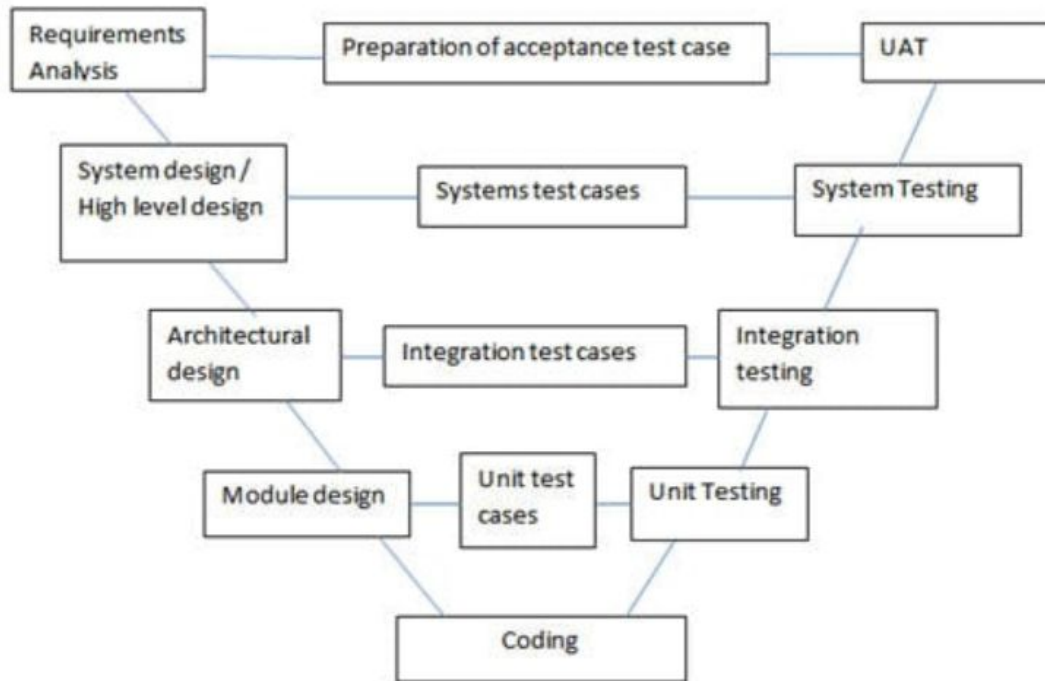 Requirements
Analysis
Preparation of acceptance test case
UAT
System design /
High level design
Systems test cases
System Testing
Architectural
design
Integration test cases
Integration
testing
Module design
Unit test
cases
Unit Testing
Coding